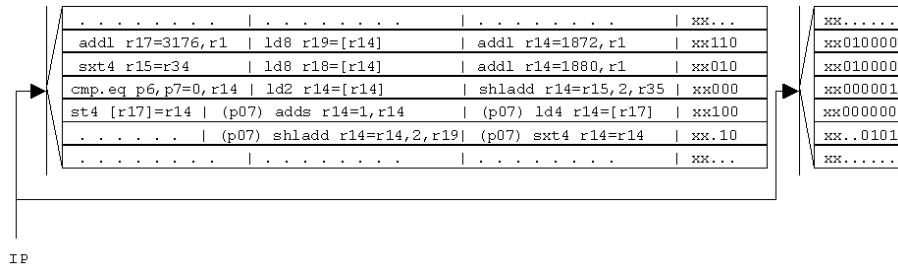 . . . . . . . . | . . . . . . . . | . . . . . . . . | xx... xx......
addl r17=3176,r1 | ld8 r19=[r14] | addl r14=1872,r1 | xx110 xx010000
sxt4 r15=r34 | ld8 r18=[r14] | addl r14=1880,r1 | xx010 xx010000
cmp.eq p6,p7=0,r14 | ld2 r14=[r14] | shladd r14=r15,2,r35 | xx000 xx000001
st4 [r17]=r14 | (p07) adds r14=1,r14 | (p07) ld4 r14=[r17] | xx100 xx000000
. . . . . . | (p07) shladd r14=r14,2,r19| (p07) sxt4 r14=r14 | xx.10 xx..0101
. . . . . . . . | . . . . . . . . | . . . . . . . . | xx... xx......
IP